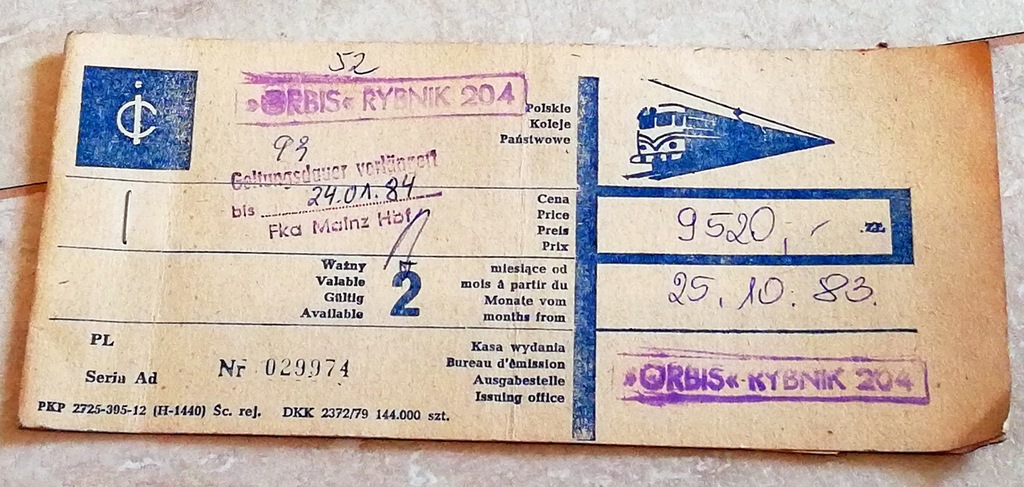 52
»ORBIS« RYBNIK 204
Polskie
Koleje
Państwowe
93
Geltungsdauer verlängert
bis 24.01.84
Fka Mainz Hbf
Cena
Price
Preis
Prix
9520,- zł
Ważny
Valable
Gültig
Available
2
miesiące od
mois à partir du
Monate vom
months from
25.10.83.
PL
Seria Ad
Nr 029974
Kasa wydania
Bureau d'émission
Ausgabestelle
Issuing office
»ORBIS« RYBNIK 204
PKP 2725-395-12 (H-1440) Śc. rej. DKK 2372/79 144.000 szt.